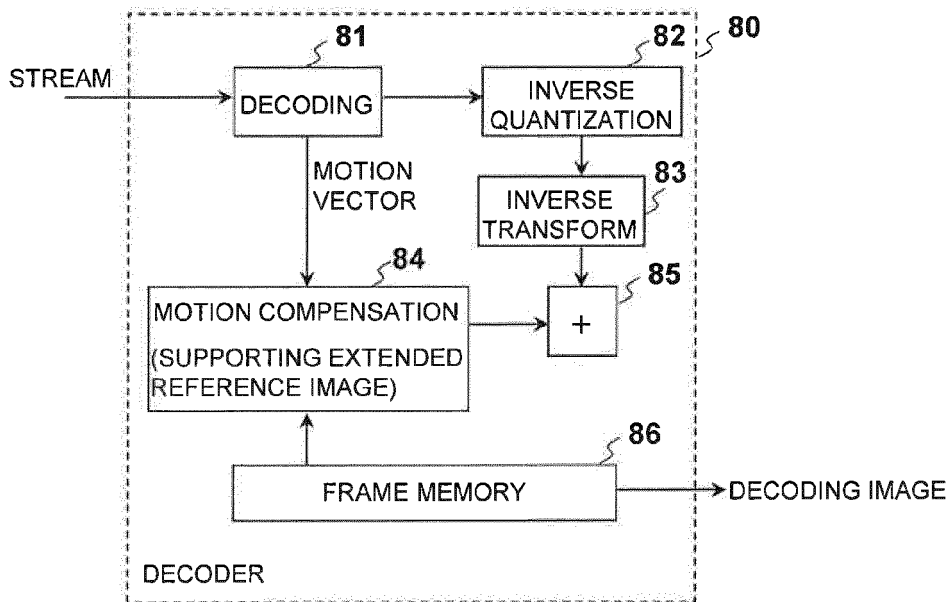 80
81
82
STREAM
DECODING
INVERSE
QUANTIZATION
MOTION
VECTOR
83
INVERSE
TRANSFORM
84
85
MOTION COMPENSATION
(SUPPORTING EXTENDED
REFERENCE IMAGE)
+
86
FRAME MEMORY
DECODING IMAGE
DECODER